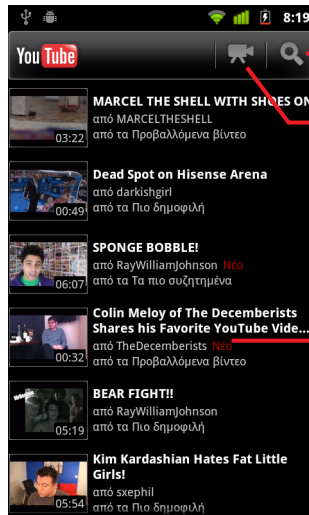 8:19
YouTube
MARCEL THE SHELL WITH SHOES ON
από MARCELTHESHELL
από τα Προβαλλόμενα βίντεο
03:22
Dead Spot on Hisense Arena
από darkishgirl
από τα Πιο δημοφιλή
00:49
SPONGE BOBBLE!
από RayWilliamJohnson Νέο
από τα Τα πιο συζητημένα
06:07
Colin Meloy of The Decemberists
Shares his Favorite YouTube Vide...
από TheDecemberists Νέο
από τα Προβαλλόμενα βίντεο
00:32
BEAR FIGHT!!
από RayWilliamJohnson
από τα Πιο δημοφιλή
05:19
Kim Kardashian Hates Fat Little
Girls!
από sxephil
από τα Πιο δημοφιλή
05:54